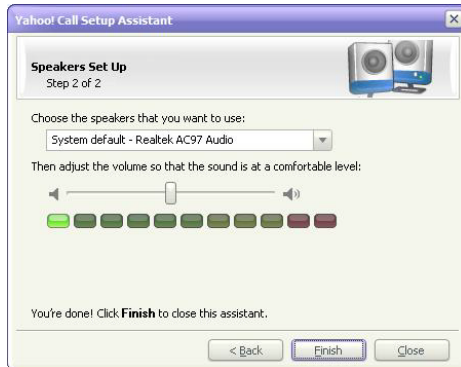 Yahoo! Call Setup Assistant
Speakers Set Up
Step 2 of 2
Choose the speakers that you want to use:
System default - Realtek AC97 Audio
Then adjust the volume so that the sound is at a comfortable level:
You're done! Click Finish to close this assistant.
< Back Finish Close